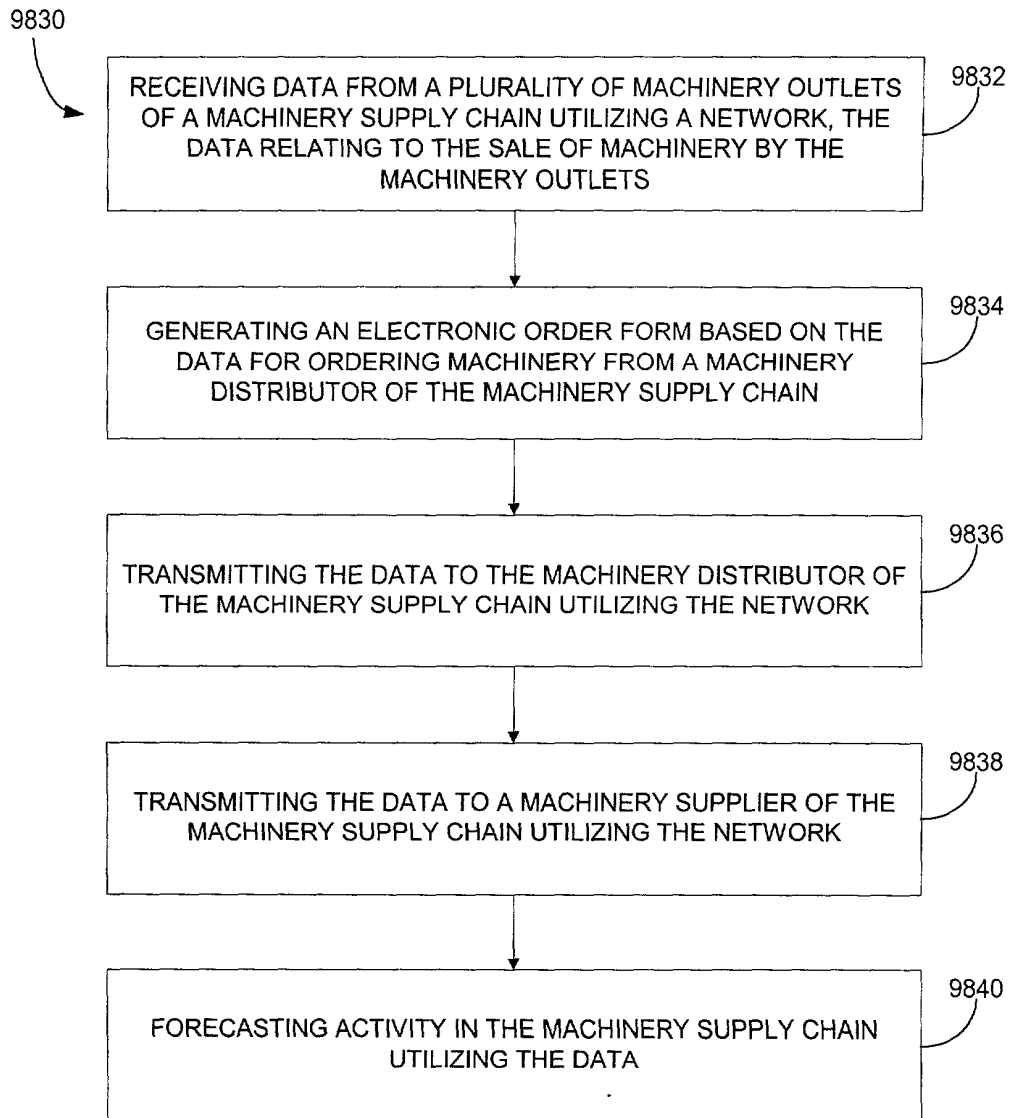 9830
RECEIVING DATA FROM A PLURALITY OF MACHINERY OUTLETS
OF A MACHINERY SUPPLY CHAIN UTILIZING A NETWORK, THE
DATA RELATING TO THE SALE OF MACHINERY BY THE
MACHINERY OUTLETS
9832
GENERATING AN ELECTRONIC ORDER FORM BASED ON THE
DATA FOR ORDERING MACHINERY FROM A MACHINERY
DISTRIBUTOR OF THE MACHINERY SUPPLY CHAIN
9834
TRANSMITTING THE DATA TO THE MACHINERY DISTRIBUTOR OF
THE MACHINERY SUPPLY CHAIN UTILIZING THE NETWORK
9836
TRANSMITTING THE DATA TO A MACHINERY SUPPLIER OF THE
MACHINERY SUPPLY CHAIN UTILIZING THE NETWORK
9838
FORECASTING ACTIVITY IN THE MACHINERY SUPPLY CHAIN
UTILIZING THE DATA
9840